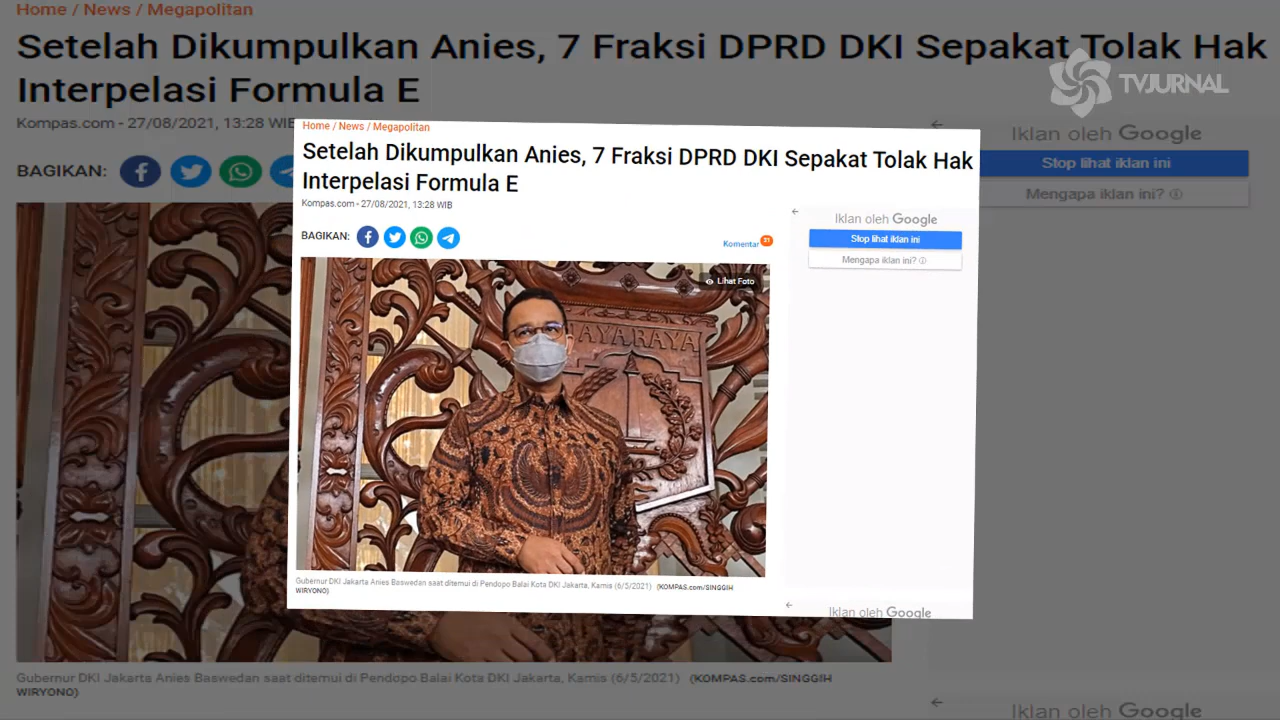 Home / News / Megapolitan
Setelah Dikumpulkan Anies, 7 Fraksi DPRD DKI Sepakat Tolak Hak
Interpelasi Formula E
Kompas.com - 27/08/2021, 13:28 WIB
BAGIKAN:
TVJURNAL
Iklan oleh Google
Stop lihat iklan ini
Mengapa iklan ini?
Home / News / Megapolitan
Setelah Dikumpulkan Anies, 7 Fraksi DPRD DKI Sepakat Tolak Hak
Interpelasi Formula E
Kompas.com - 27/08/2021, 13:28 WIB
BAGIKAN:
Komentar 31
Iklan oleh Google
Stop lihat iklan ini
Mengapa iklan ini?
Lihat Foto
JAYARAYA
Gubernur DKI Jakarta Anies Baswedan saat ditemui di Pendopo Balai Kota DKI Jakarta, Kamis (6/5/2021) (KOMPAS.com/SINGGIH
WIRYONO)
Iklan oleh Google
Gubernur DKI Jakarta Anies Baswedan saat ditemui di Pendopo Balai Kota DKI Jakarta, Kamis (6/5/2021) (KOMPAS.com/SINGGIH
WIRYONO)
Iklan oleh Google